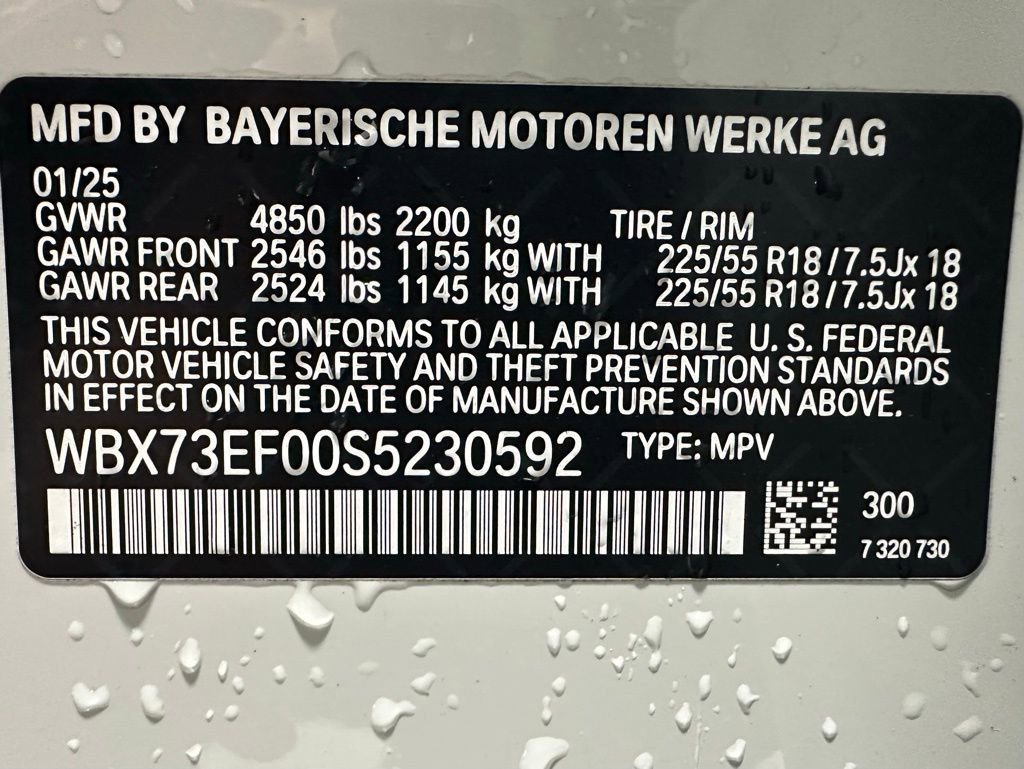 MFD BY BAYERISCHE MOTOREN WERKE AG
01/25
GVWR 4850 lbs 2200 kg TIRE / RIM
GAWR FRONT 2546 lbs 1155 kg WITH 225/55 R18 / 7.5Jx 18
GAWR REAR 2524 lbs 1145 kg WITH 225/55 R18 / 7.5Jx 18
THIS VEHICLE CONFORMS TO ALL APPLICABLE U. S. FEDERAL
MOTOR VEHICLE SAFETY AND THEFT PREVENTION STANDARDS
IN EFFECT ON THE DATE OF MANUFACTURE SHOWN ABOVE.
WBX73EF00S5230592 TYPE: MPV
300
7 320 730